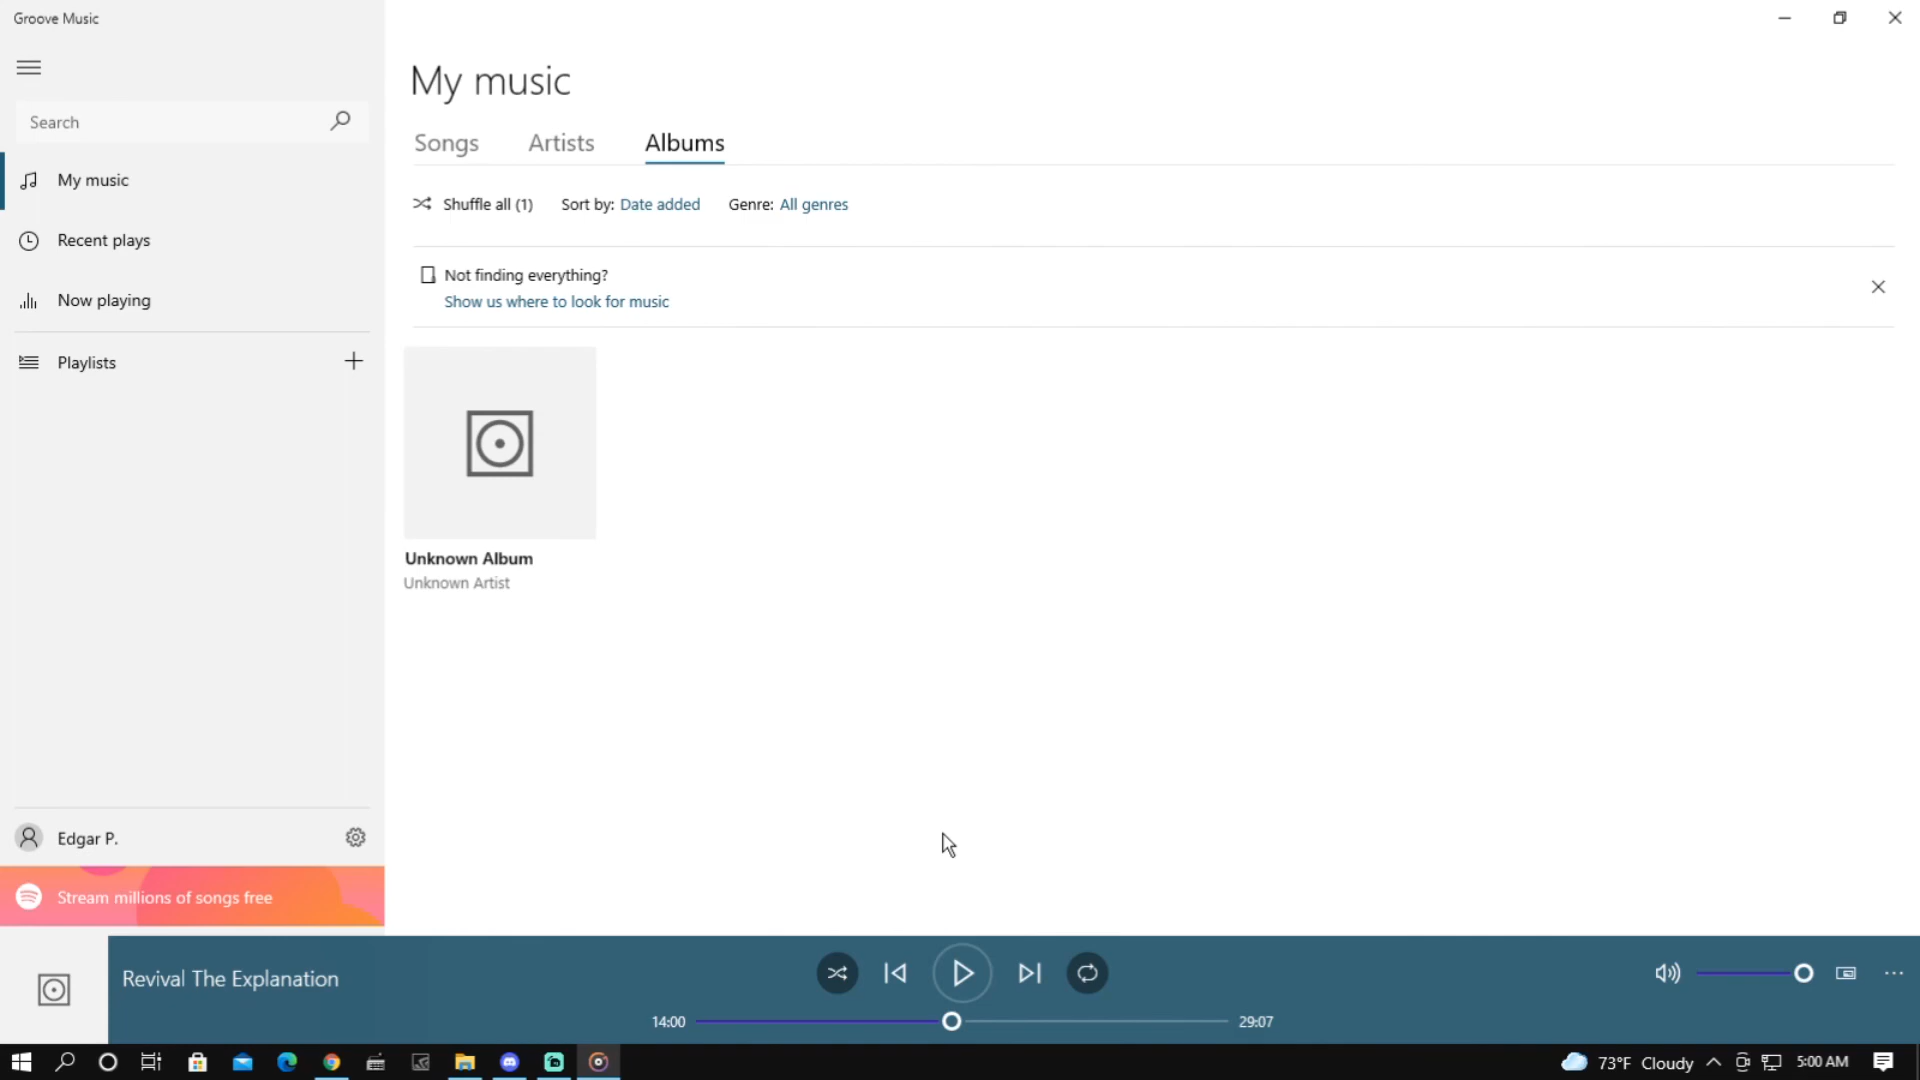 Groove Music
Search
My music
Recent plays
Now playing
Playlists
Edgar P.
Stream millions of songs free
My music
Songs Artists Albums
Shuffle all (1) Sort by: Date added Genre: All genres
Not finding everything?
Show us where to look for music
Unknown Album
Unknown Artist
Revival The Explanation
14:00 29:07
73°F Cloudy 5:00 AM